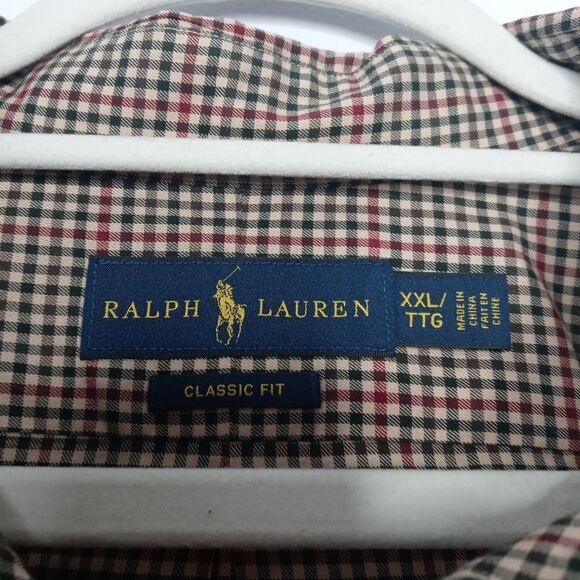 RALPH LAUREN
XXL/
TTG
MADE IN
CHINA
FAIT EN
CHINE
CLASSIC FIT